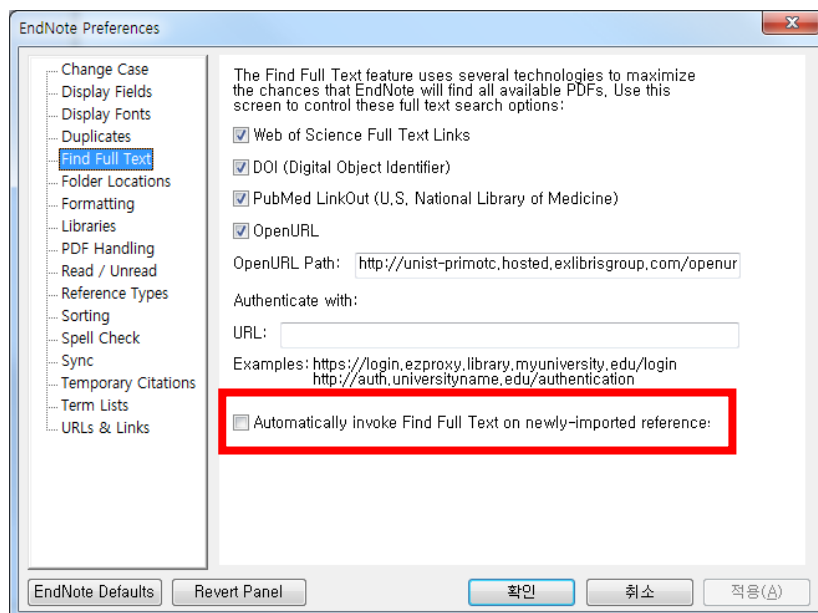 EndNote Preferences
Change Case
Display Fields
Display Fonts
Duplicates
Find Full Text
Folder Locations
Formatting
Libraries
PDF Handling
Read / Unread
Reference Types
Sorting
Spell Check
Sync
Temporary Citations
Term Lists
URLs & Links
The Find Full Text feature uses several technologies to maximize
the chances that EndNote will find all available PDFs. Use this
screen to control these full text search options:
Web of Science Full Text Links
DOI (Digital Object Identifier)
PubMed LinkOut (U.S. National Library of Medicine)
OpenURL
OpenURL Path: http://unist-primotc.hosted.exlibrisgroup.com/openur
Authenticate with:
URL:
Examples: https://login.ezproxy.library.myuniversity.edu/login
http://auth.universityname.edu/authentication
Automatically invoke Find Full Text on newly-imported reference:
EndNote Defaults
Revert Panel
확인
취소
적용(A)